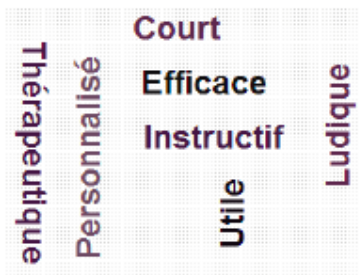 Court
Thérapeutique
Personnalisé
Efficace
Instructif
Utile
Ludique